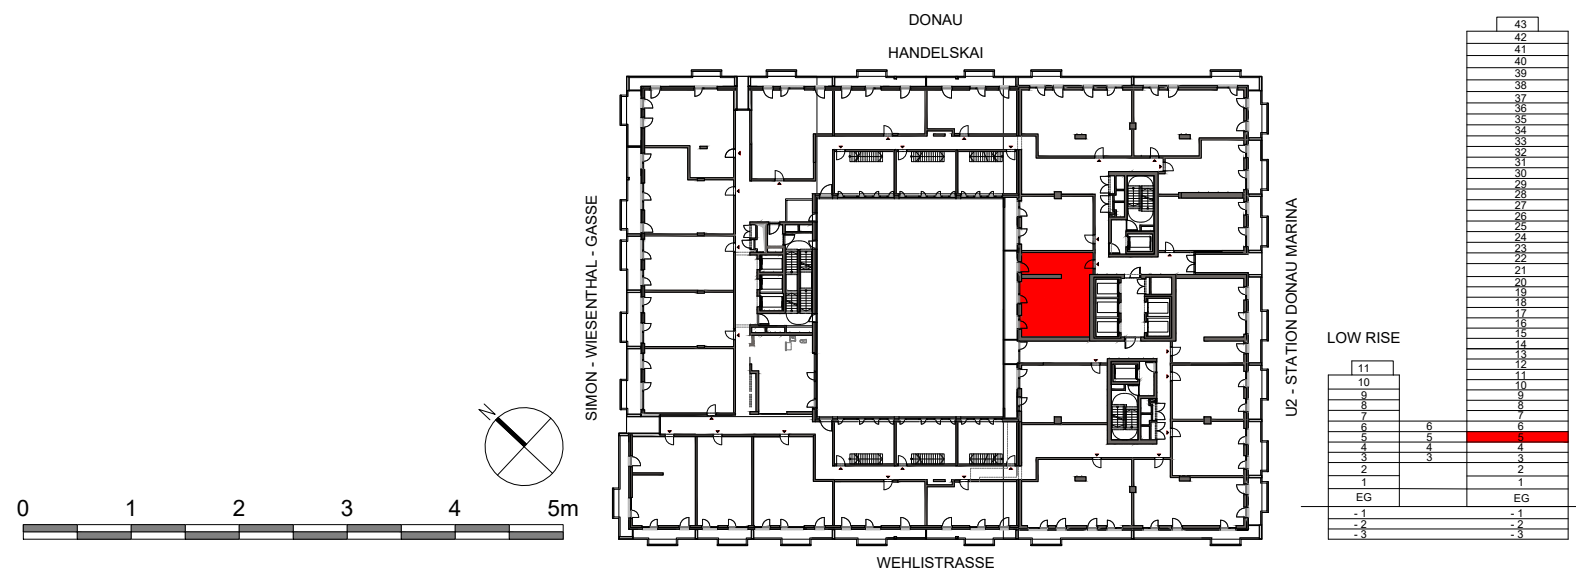 DONAU
HANDELSKAI
SIMON - WIESENTHAL - GASSE
U2 - STATION DONAU MARINA
WEHLISTRASSE
N
0 1 2 3 4 5m
43
42
41
40
39
38
37
36
35
34
33
32
31
30
29
28
27
26
25
24
23
22
21
20
19
18
17
16
15
14
LOW RISE
13
11 12
10 11
10
9 9
8 8
7 7
6 6 6
5 5 5
4 4 4
3 3 3
2 2
1 1
EG EG
- 1 - 1
- 2 - 2
- 3 - 3